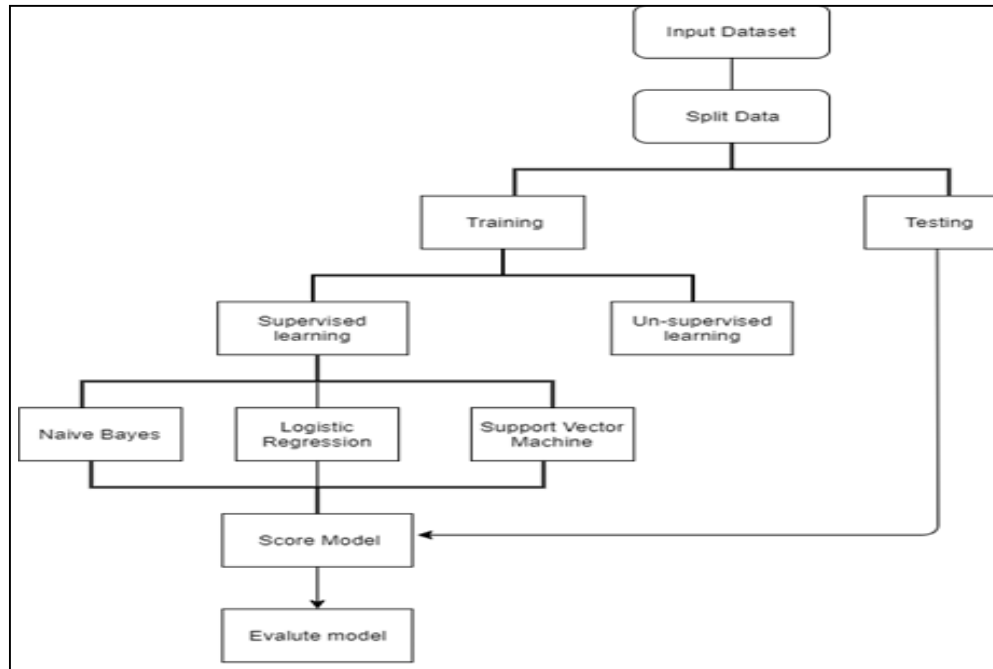 Input Dataset
Split Data
Training
Testing
Supervised
learning
Un-supervised
learning
Naive Bayes
Logistic
Regression
Support Vector
Machine
Score Model
Evalute model